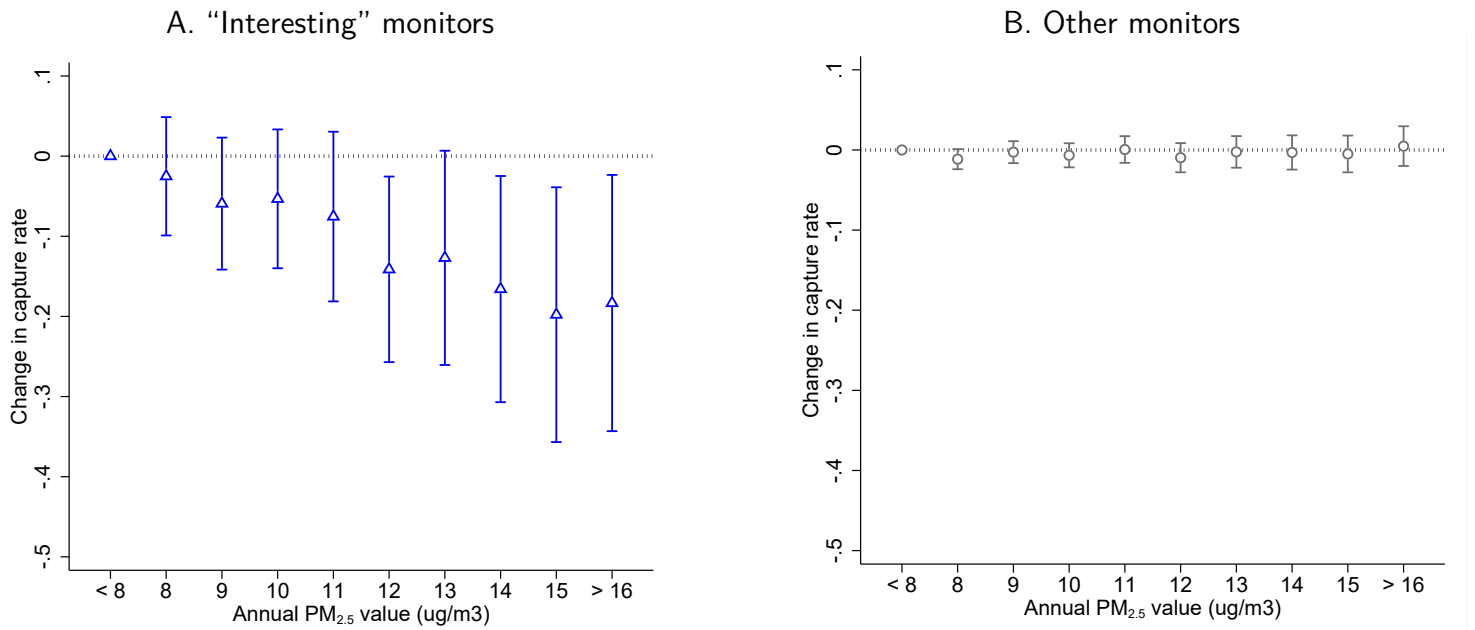 A. “Interesting” monitors
Change in capture rate
.1
0
-.1
-.2
-.3
-.4
-.5
< 8 8 9 10 11 12 13 14 15 > 16
Annual PM2.5 value (ug/m3)
B. Other monitors
Change in capture rate
.1
0
-.1
-.2
-.3
-.4
-.5
< 8 8 9 10 11 12 13 14 15 > 16
Annual PM2.5 value (ug/m3)